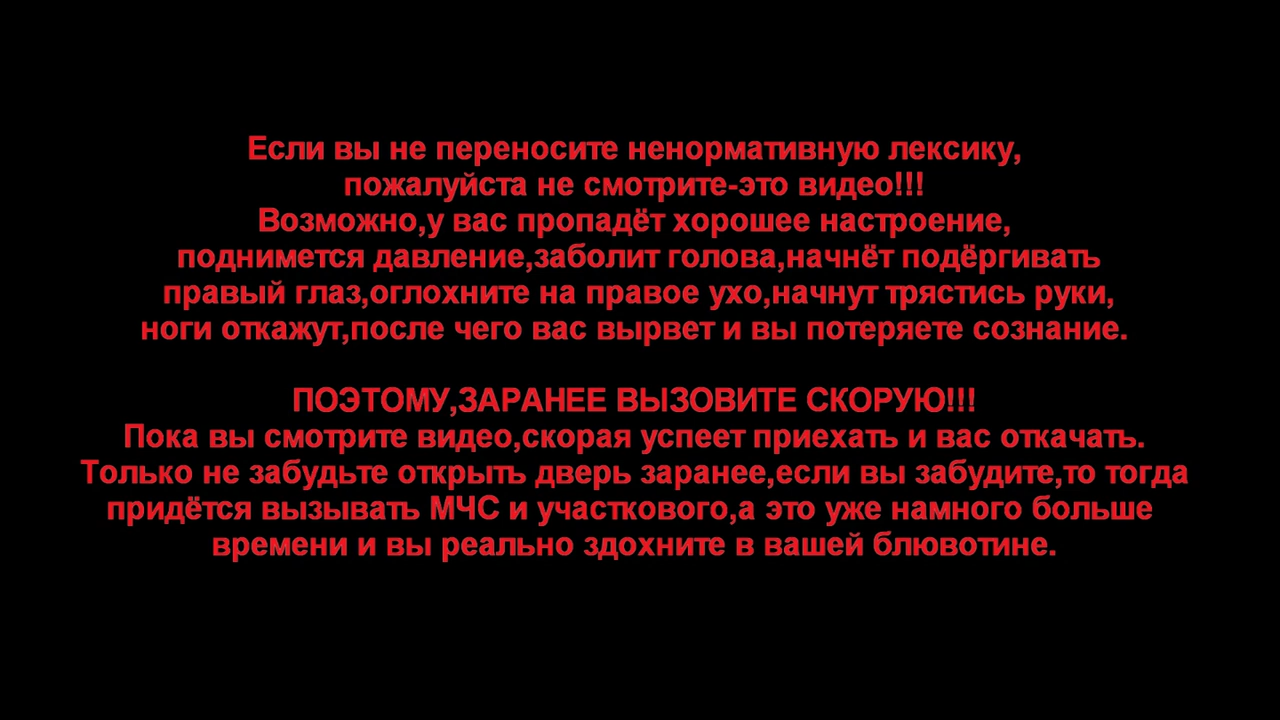 Если вы не переносите ненормативную лексику,
пожалуйста не смотрите-это видео!!!
Возможно,у вас пропадёт хорошее настроение,
поднимется давление,заболит голова,начнёт подёргивать
правый глаз,оглохните на правое ухо,начнут трястись руки,
ноги откажут,после чего вас вырвет и вы потеряете сознание.
ПОЭТОМУ,ЗАРАНЕЕ ВЫЗОВИТЕ СКОРУЮ!!!
Пока вы смотрите видео,скорая успеет приехать и вас откачать.
Только не забудьте открыть дверь заранее,если вы забудите,то тогда
придётся вызывать МЧС и участкового,а это уже намного больше
времени и вы реально здохните в вашей блювотине.